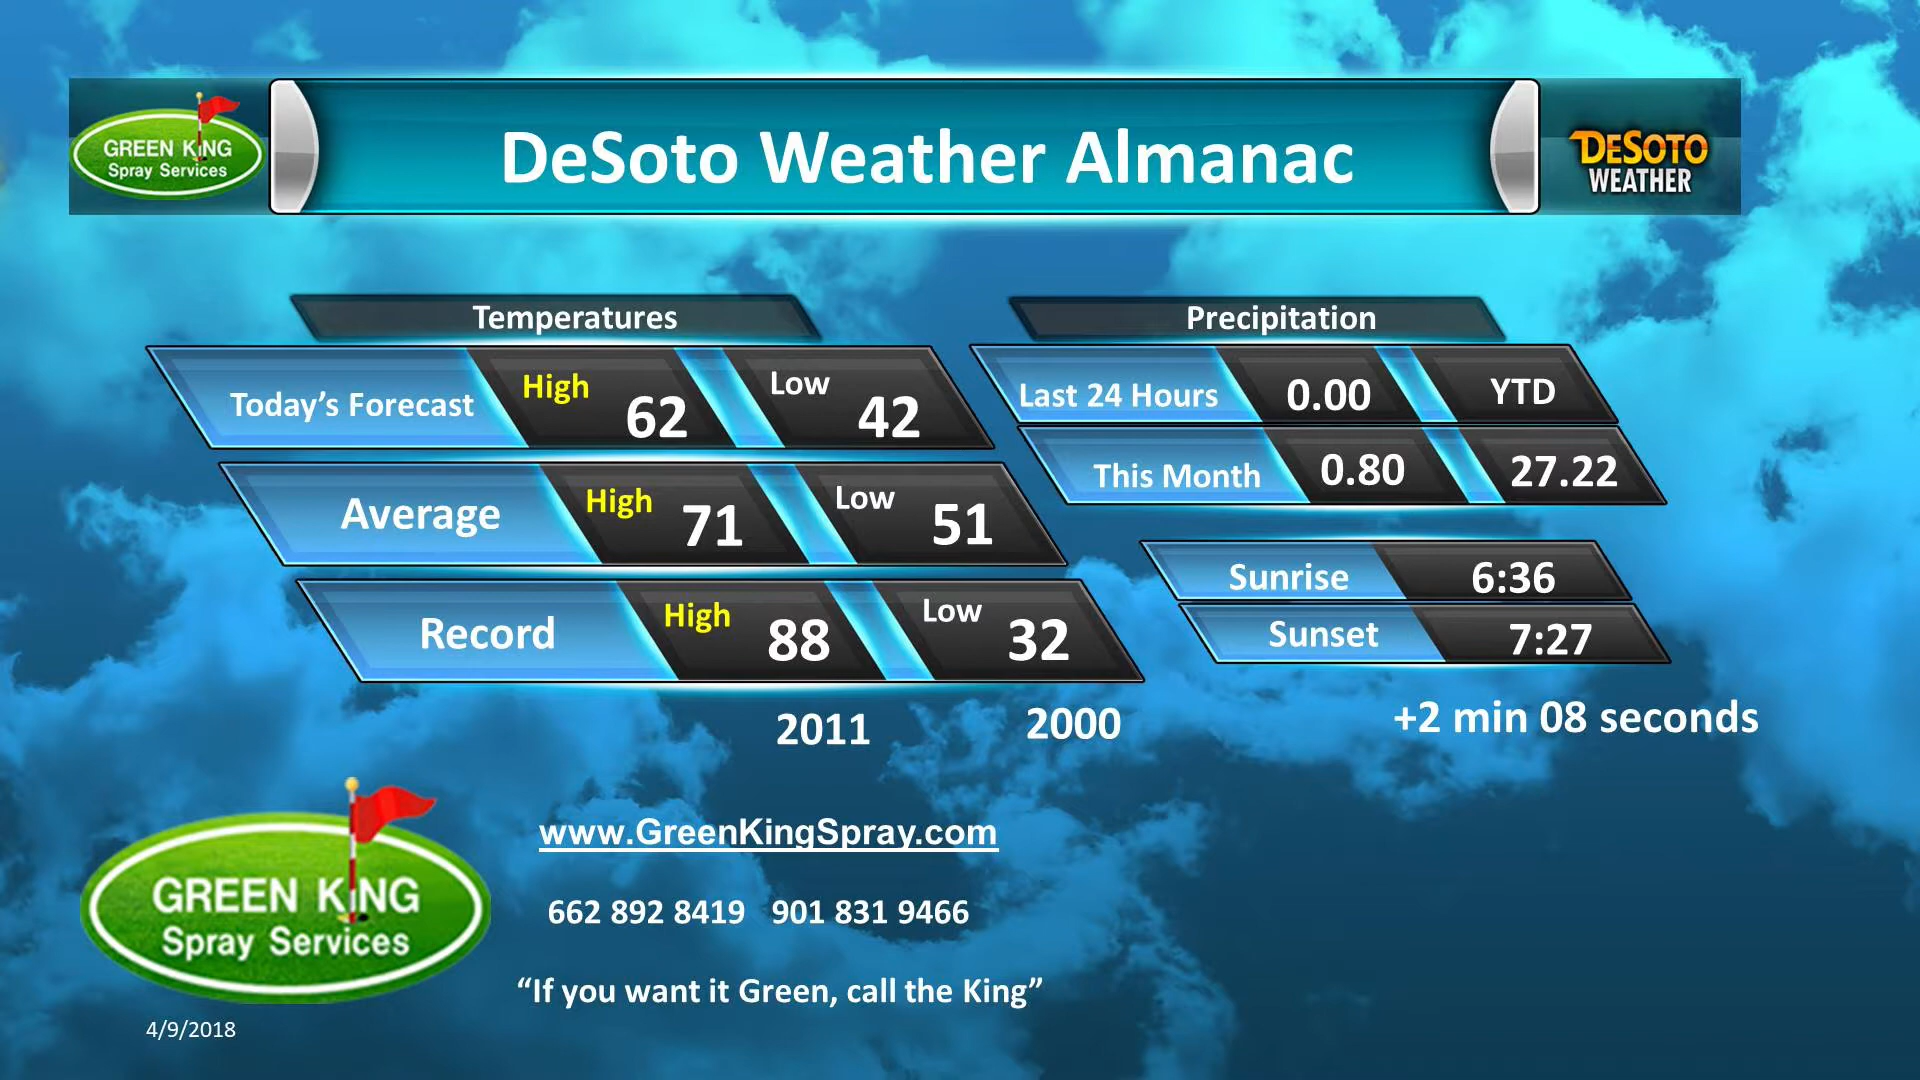 GREEN KING
Spray Services
DeSoto Weather Almanac
DESOTO
WEATHER
Temperatures
Today’s Forecast High 62 Low 42
Average High 71 Low 51
Record High 88 Low 32
2011 2000
Precipitation
Last 24 Hours 0.00 YTD
This Month 0.80 27.22
Sunrise 6:36
Sunset 7:27
+2 min 08 seconds
GREEN KING
Spray Services
www.GreenKingSpray.com
662 892 8419 901 831 9466
“If you want it Green, call the King”
4/9/2018